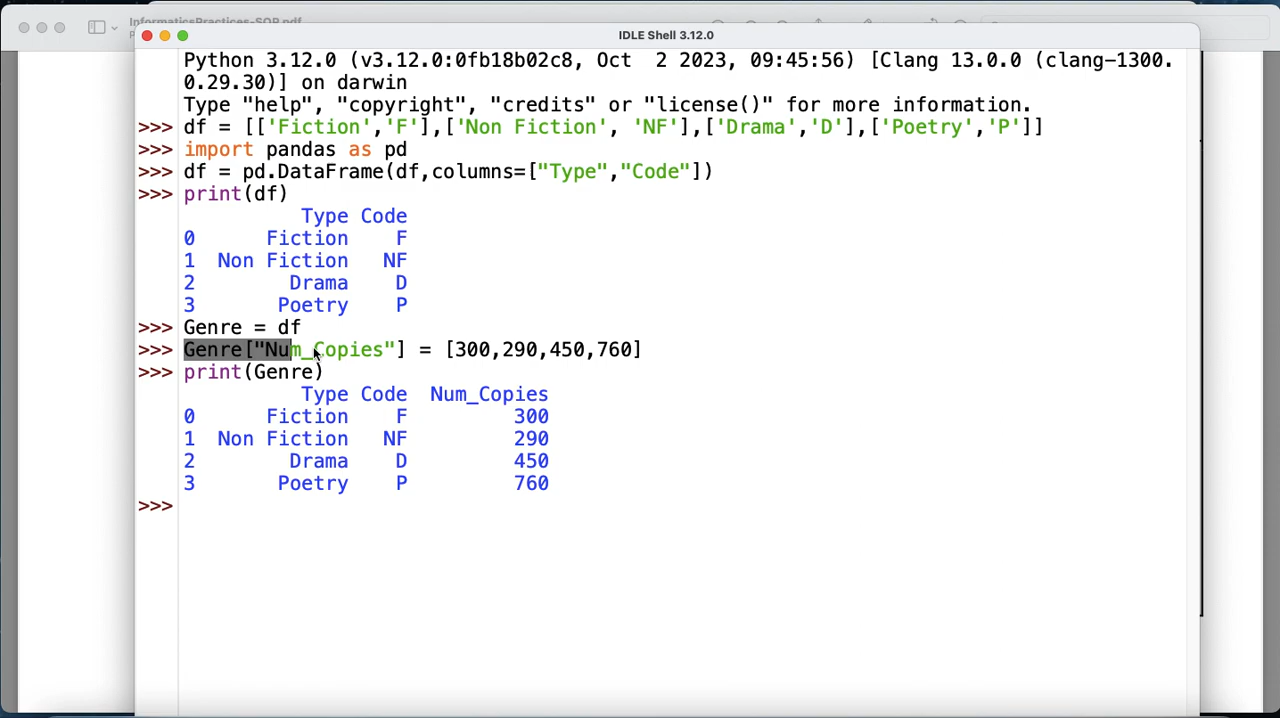 InformaticsPractices-SQP.pdf
IDLE Shell 3.12.0
Python 3.12.0 (v3.12.0:0fb18b02c8, Oct  2 2023, 09:45:56) [Clang 13.0.0 (clang-1300.
0.29.30)] on darwin
Type "help", "copyright", "credits" or "license()" for more information.
>>> df = [['Fiction','F'],['Non Fiction', 'NF'],['Drama','D'],['Poetry','P']]
>>> import pandas as pd
>>> df = pd.DataFrame(df,columns=["Type","Code"])
>>> print(df)
Type Code
0      Fiction    F
1  Non Fiction   NF
2        Drama    D
3       Poetry    P
>>> Genre = df
>>> Genre["Num_Copies"] = [300,290,450,760]
>>> print(Genre)
Type Code  Num_Copies
0      Fiction    F         300
1  Non Fiction   NF         290
2        Drama    D         450
3       Poetry    P         760
>>>